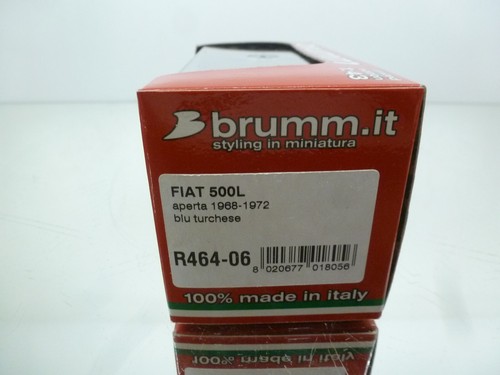 brumm.it
styling in miniatura
FIAT 500L
aperta 1968-1972
blu turchese
R464-06
8 020677 018056
100% made in italy